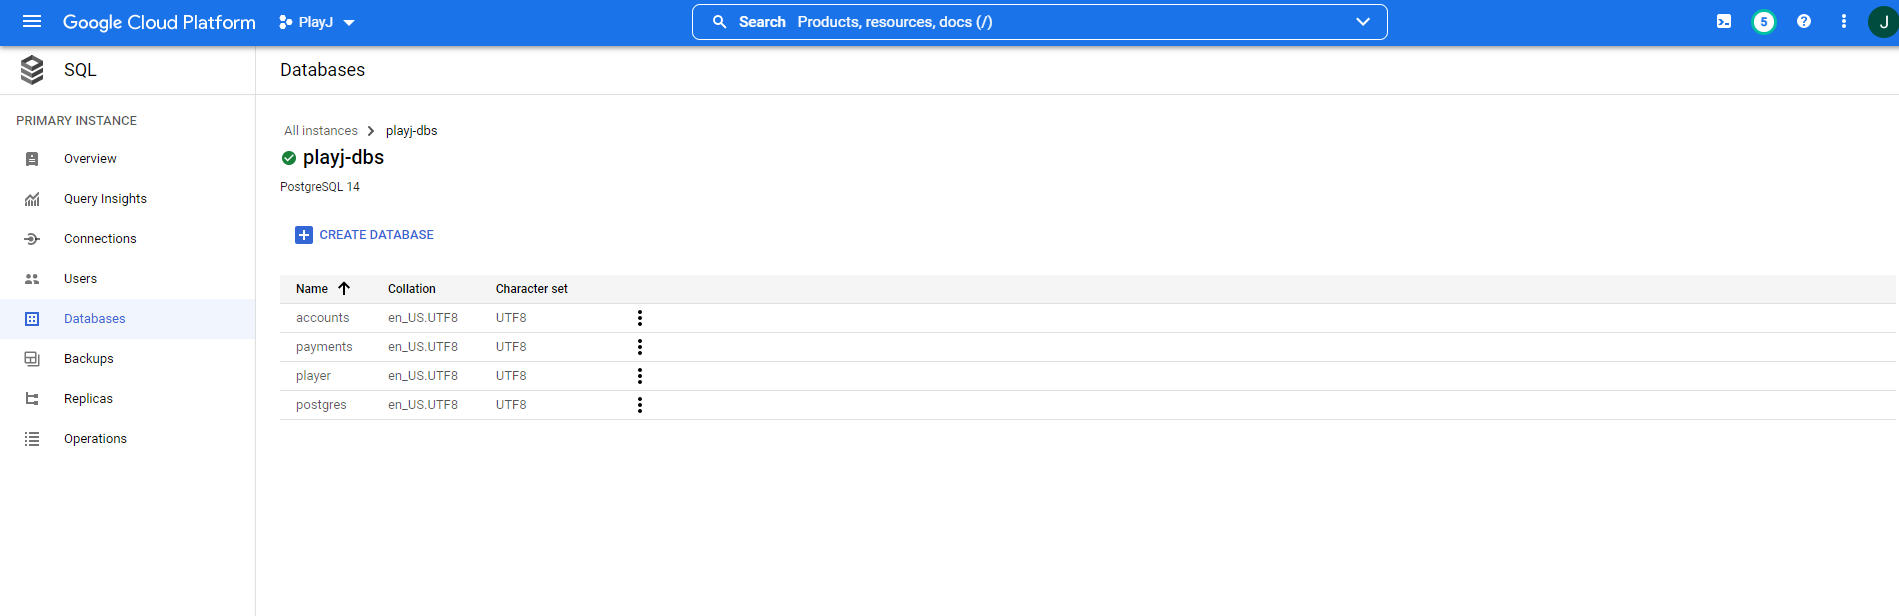 Google Cloud Platform PlayJ Search Products, resources, docs (/) 5 J
SQL
Databases
PRIMARY INSTANCE
Overview
Query Insights
Connections
Users
Databases
Backups
Replicas
Operations
All instances playj-dbs
playj-dbs
PostgreSQL 14
CREATE DATABASE
Name Collation Character set
accounts en_US.UTF8 UTF8
payments en_US.UTF8 UTF8
player en_US.UTF8 UTF8
postgres en_US.UTF8 UTF8